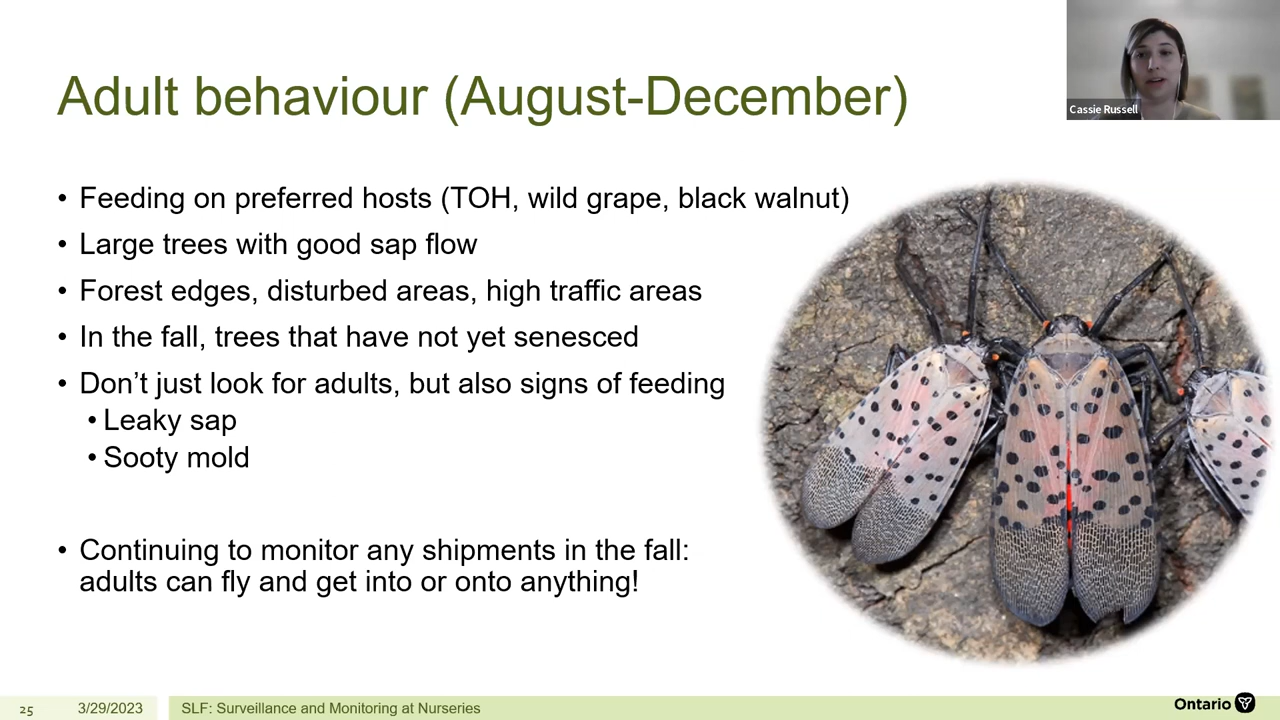 Adult behaviour (August-December)
Cassie Russell
• Feeding on preferred hosts (TOH, wild grape, black walnut)
• Large trees with good sap flow
• Forest edges, disturbed areas, high traffic areas
• In the fall, trees that have not yet senesced
• Don’t just look for adults, but also signs of feeding
• Leaky sap
• Sooty mold
• Continuing to monitor any shipments in the fall:
adults can fly and get into or onto anything!
25
3/29/2023
SLF: Surveillance and Monitoring at Nurseries
Ontario